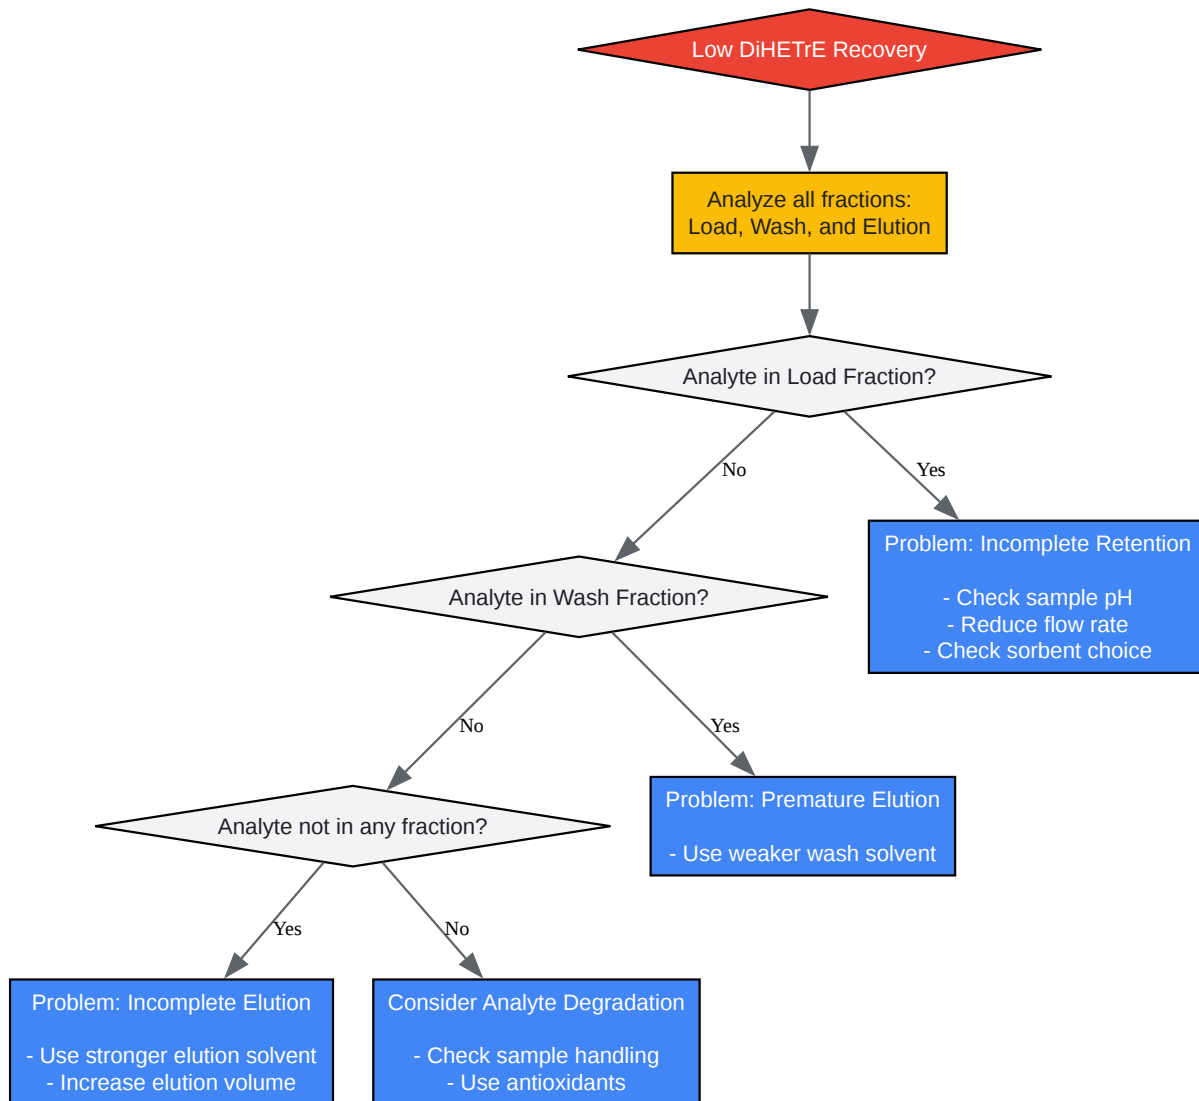 Low DiHETrE Recovery
Analyze all fractions:
Load, Wash, and Elution
Analyte in Load Fraction?
No
Yes
Problem: Incomplete Retention
- Check sample pH
- Reduce flow rate
- Check sorbent choice
Analyte in Wash Fraction?
No
Yes
Problem: Premature Elution
- Use weaker wash solvent
Analyte not in any fraction?
Yes
No
Problem: Incomplete Elution
- Use stronger elution solvent
- Increase elution volume
Consider Analyte Degradation
- Check sample handling
- Use antioxidants